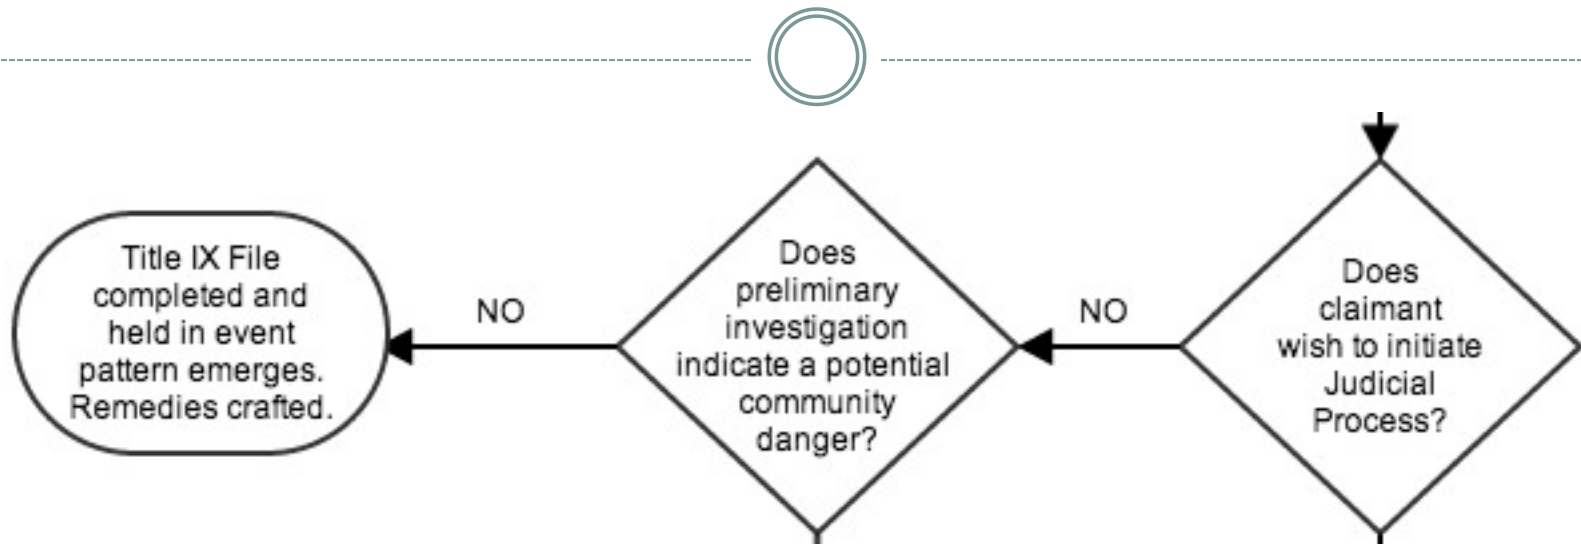 Title IX File
completed and
held in event
pattern emerges.
Remedies crafted.
NO
Does
preliminary
investigation
indicate a potential
community
danger?
NO
Does
claimant
wish to initiate
Judicial
Process?